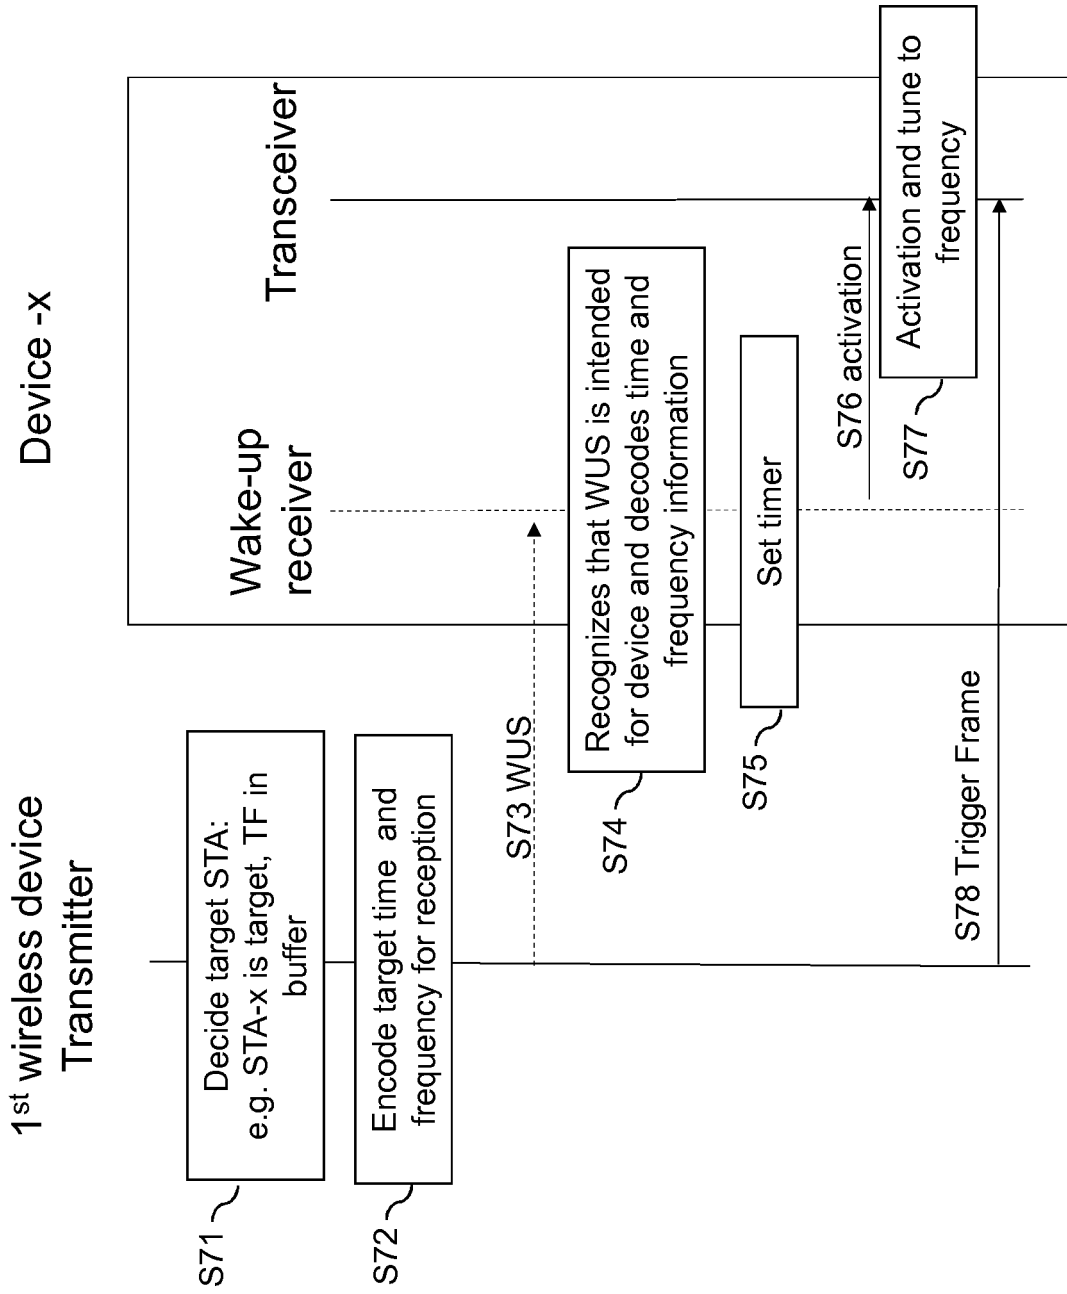 1st wireless device
Transmitter
Device -x
Wake-up
receiver
Transceiver
S71
Decide target STA:
e.g. STA-x is target, TF in
buffer
S72
Encode target time and
frequency for reception
S73 WUS
S74
Recognizes that WUS is intended
for device and decodes time and
frequency information
S75
Set timer
S76 activation
S77
Activation and tune to
frequency
S78 Trigger Frame